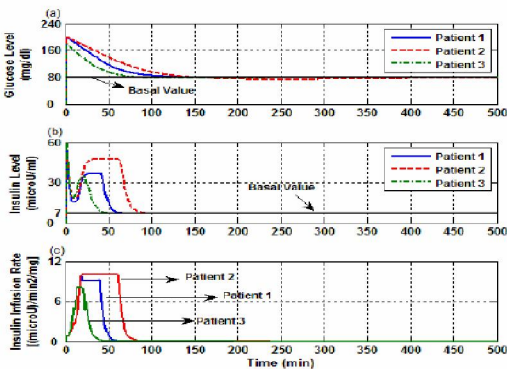 (a)
240
200
160
120
80
40
0
Glucose Level
(mg/dl)
Patient 1
Patient 2
Patient 3
Basal Value
0 50 100 150 200 250 300 350 400 450 500
(b)
60
30
7
0
Insulin Level
(microU/ml)
Patient 1
Patient 2
Patient 3
Basal Value
0 50 100 150 200 250 300 350 400 450 500
(c)
12
6
0
Insulin Infusion Rate
Patient 2
Patient 1
Patient 3
0 50 100 150 200 250 300 350 400 450 500
Time (min)